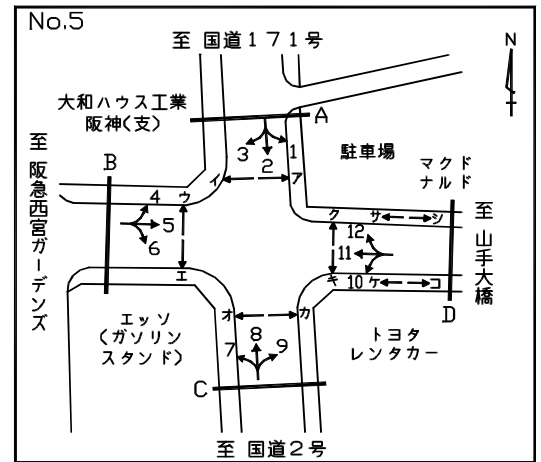 No.5
至 国道171号
N
大和ハウス工業
阪神(支)
A
駐車場
マクド
ナルド
至 阪急西宮ガーデンズ
B
3
2
1
イ
ア
4
ウ
5
6
エ
ク
サ
シ
12
11
10
キ
ケ
コ
至 山手大橋
D
オ
カ
7
8
9
エッソ
(ガソリン
スタンド)
トヨタ
レンタカー
C
至 国道2号